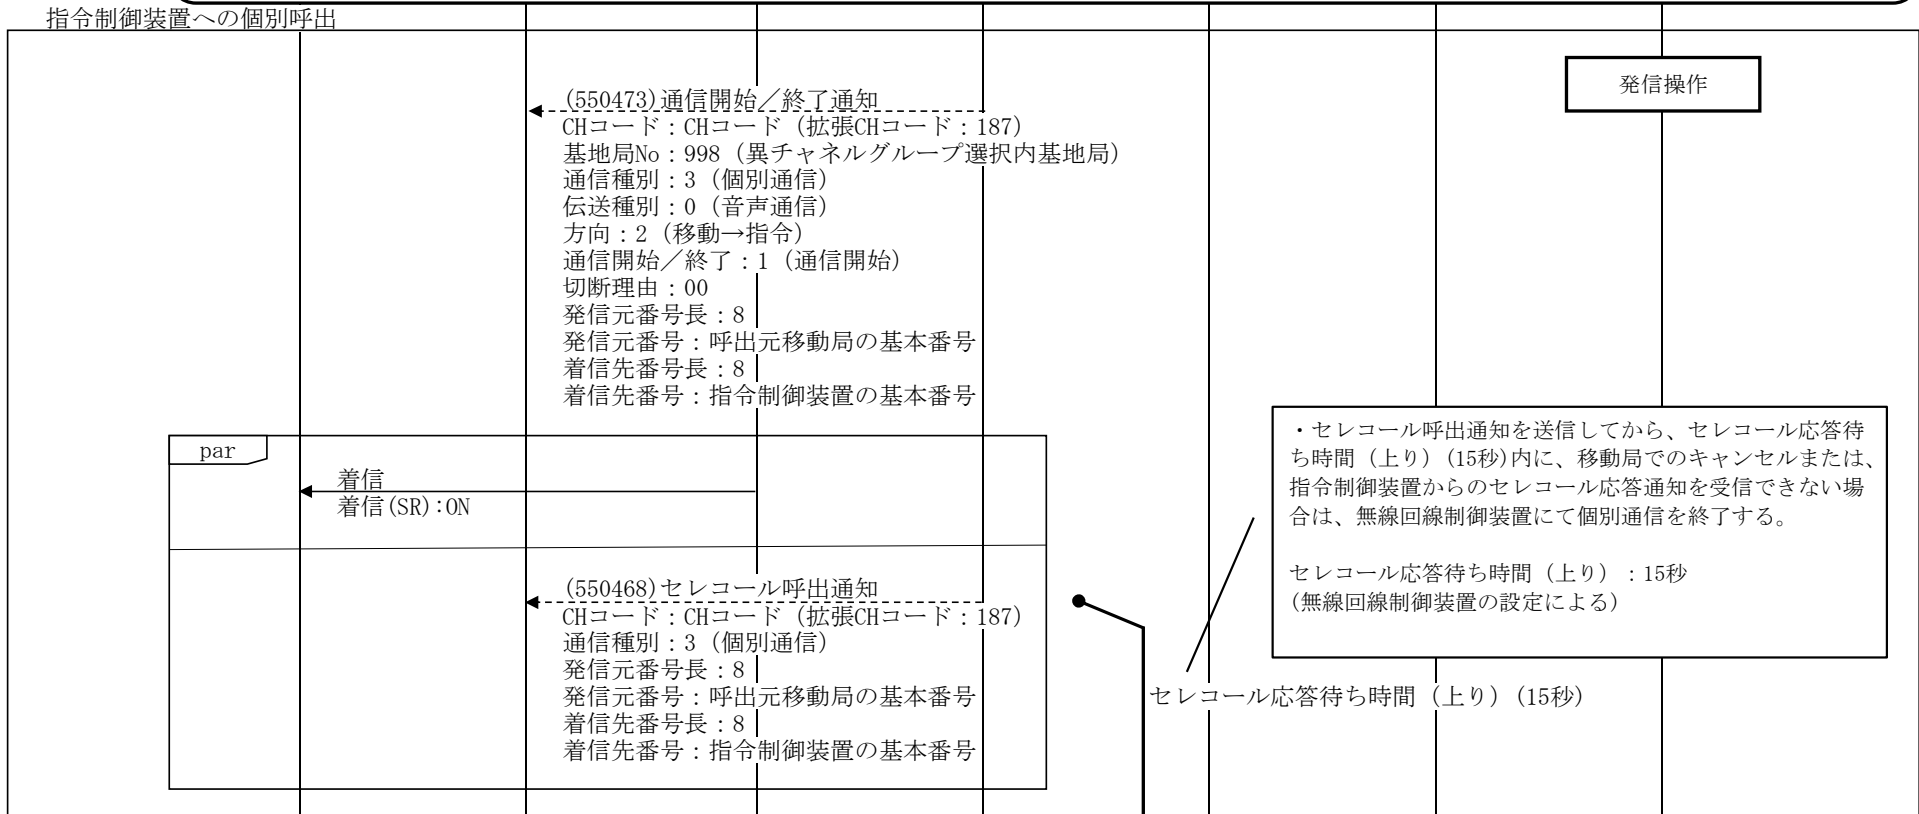 指令制御装置への個別呼出
発信操作
(550473)通信開始／終了通知
CHコード：CHコード（拡張CHコード：187）
基地局No：998（異チャネルグループ選択内基地局）
通信種別：3（個別通信）
伝送種別：0（音声通信）
方向：2（移動→指令）
通信開始／終了：1（通信開始）
切断理由：00
発信元番号長：8
発信元番号：呼出元移動局の基本番号
着信先番号長：8
着信先番号：指令制御装置の基本番号
par
着信
着信(SR):ON
(550468)セレコール呼出通知
CHコード：CHコード（拡張CHコード：187）
通信種別：3（個別通信）
発信元番号長：8
発信元番号：呼出元移動局の基本番号
着信先番号長：8
着信先番号：指令制御装置の基本番号
・セレコール呼出通知を送信してから、セレコール応答待
ち時間（上り）(15秒)内に、移動局でのキャンセルまたは、
指令制御装置からのセレコール応答通知を受信できない場
合は、無線回線制御装置にて個別通信を終了する。
セレコール応答待ち時間（上り）：15秒
(無線回線制御装置の設定による)
セレコール応答待ち時間（上り）(15秒)